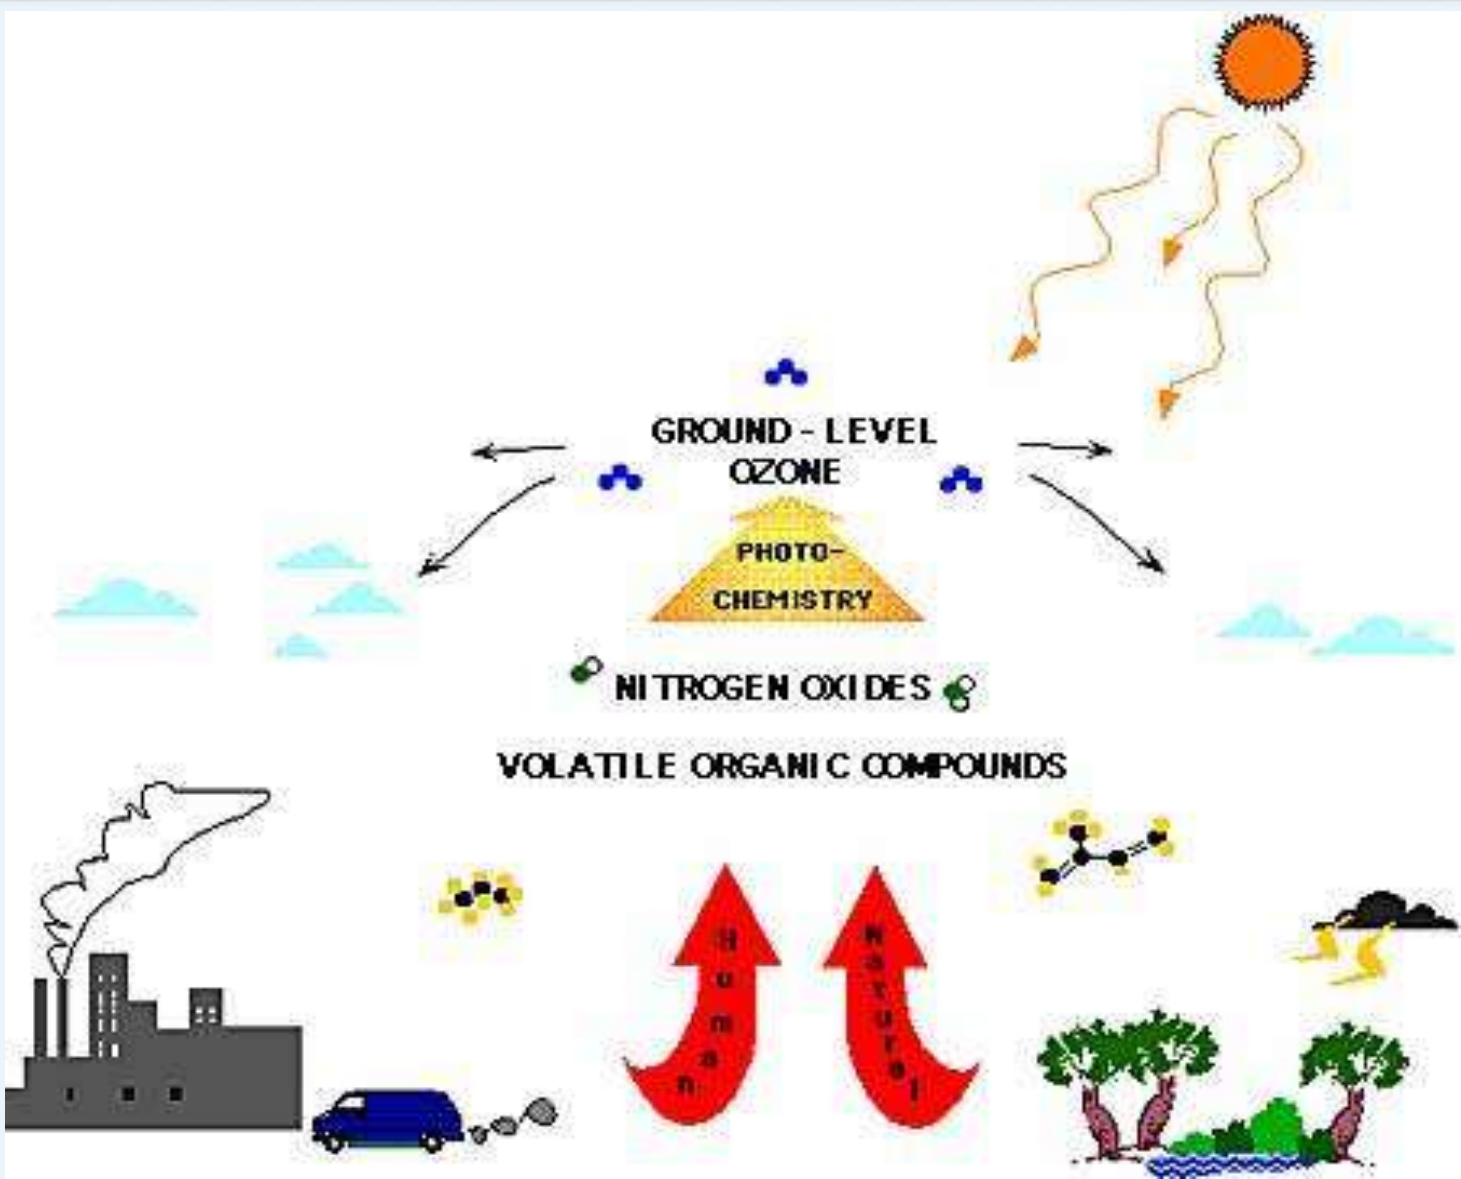 GROUND - LEVEL
OZONE
PHOTO-
CHEMISTRY
NITROGEN OXIDES
VOLATILE ORGANIC COMPOUNDS
Human
Natural